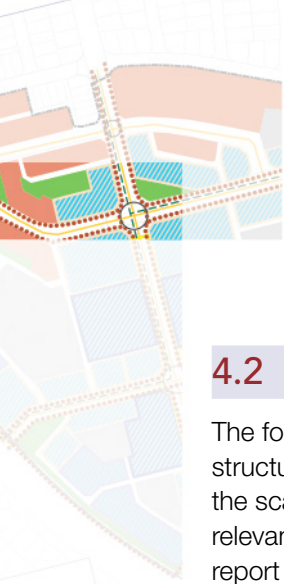 4.2
The fo
structu
the sca
relevan
report